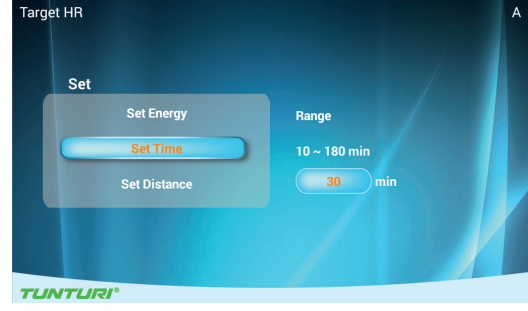 Target HR
A
Set
Set Energy
Range
Set Time
10 ~ 180 min
Set Distance
30 min
TUNTURI®